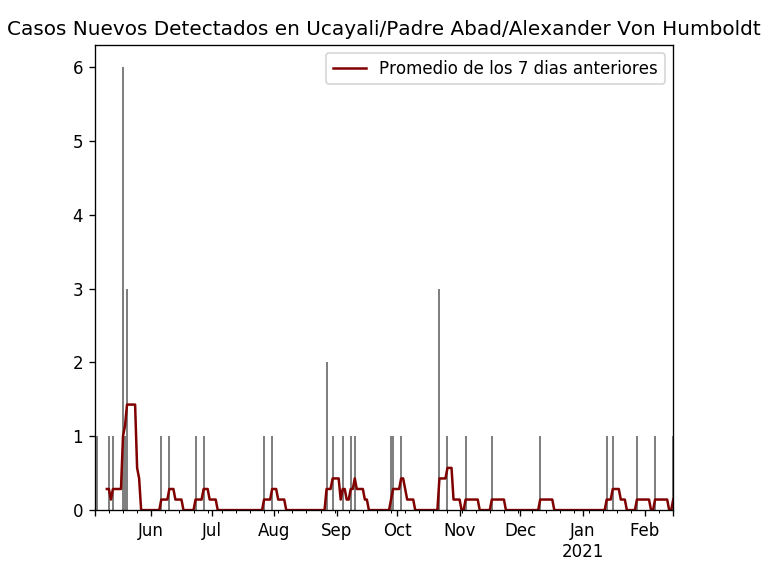 Casos Nuevos Detectados en Ucayali/Padre Abad/Alexander Von Humboldt
Promedio de los 7 dias anteriores
6
5
4
3
2
1
0
Jun Jul Aug Sep Oct Nov Dec Jan Feb
2021